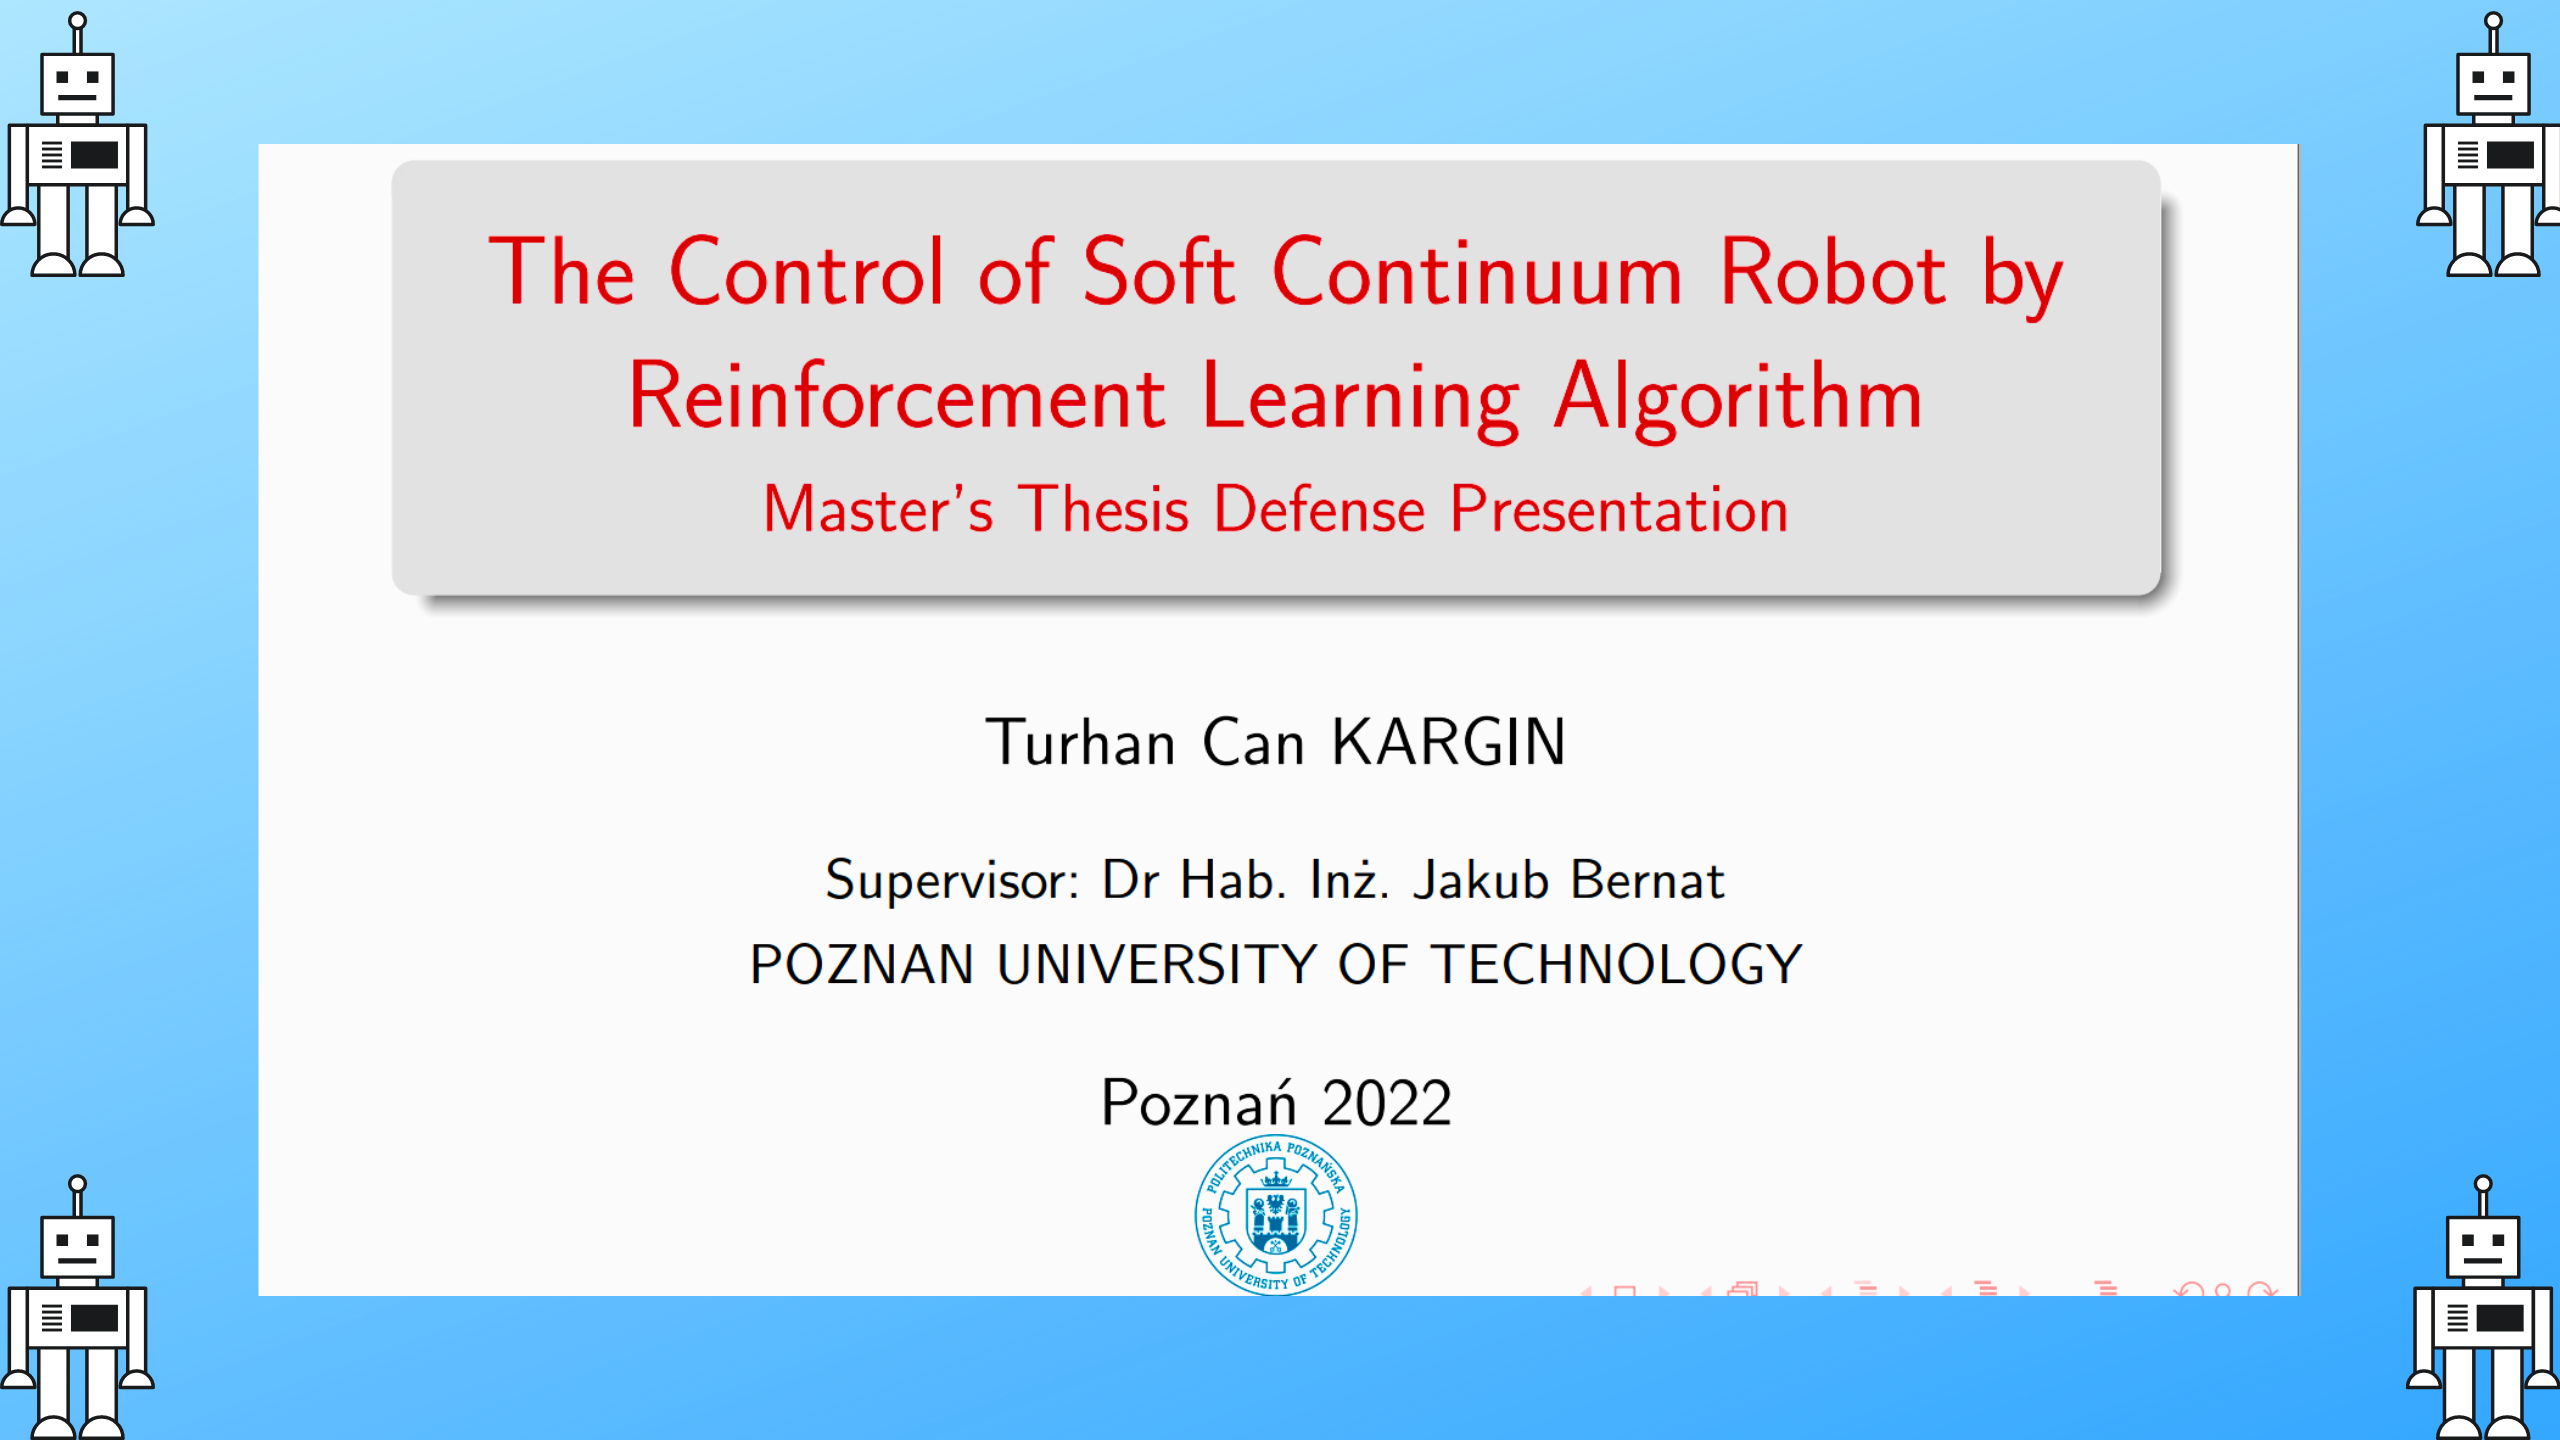 The Control of Soft Continuum Robot by
Reinforcement Learning Algorithm
Master's Thesis Defense Presentation
Turhan Can KARGIN
Supervisor: Dr Hab. Inż. Jakub Bernat
POZNAN UNIVERSITY OF TECHNOLOGY
Poznań 2022
POLITECHNIKA POZNAŃSKA
POZNAN UNIVERSITY OF TECHNOLOGY